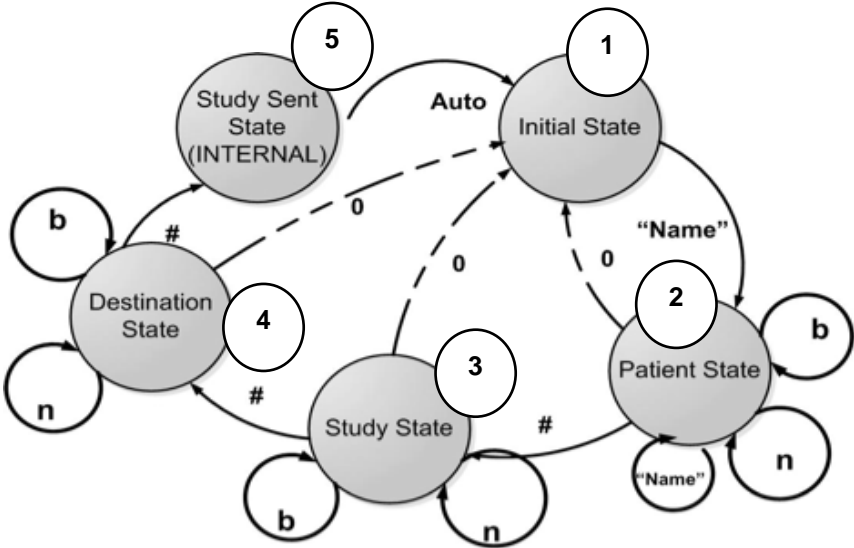 5
1
Study Sent
State
(INTERNAL)
Auto
Initial State
b
#
0
0
0
"Name"
2
Destination
State
4
b
3
Patient State
n
#
Study State
#
"Name"
n
b
n